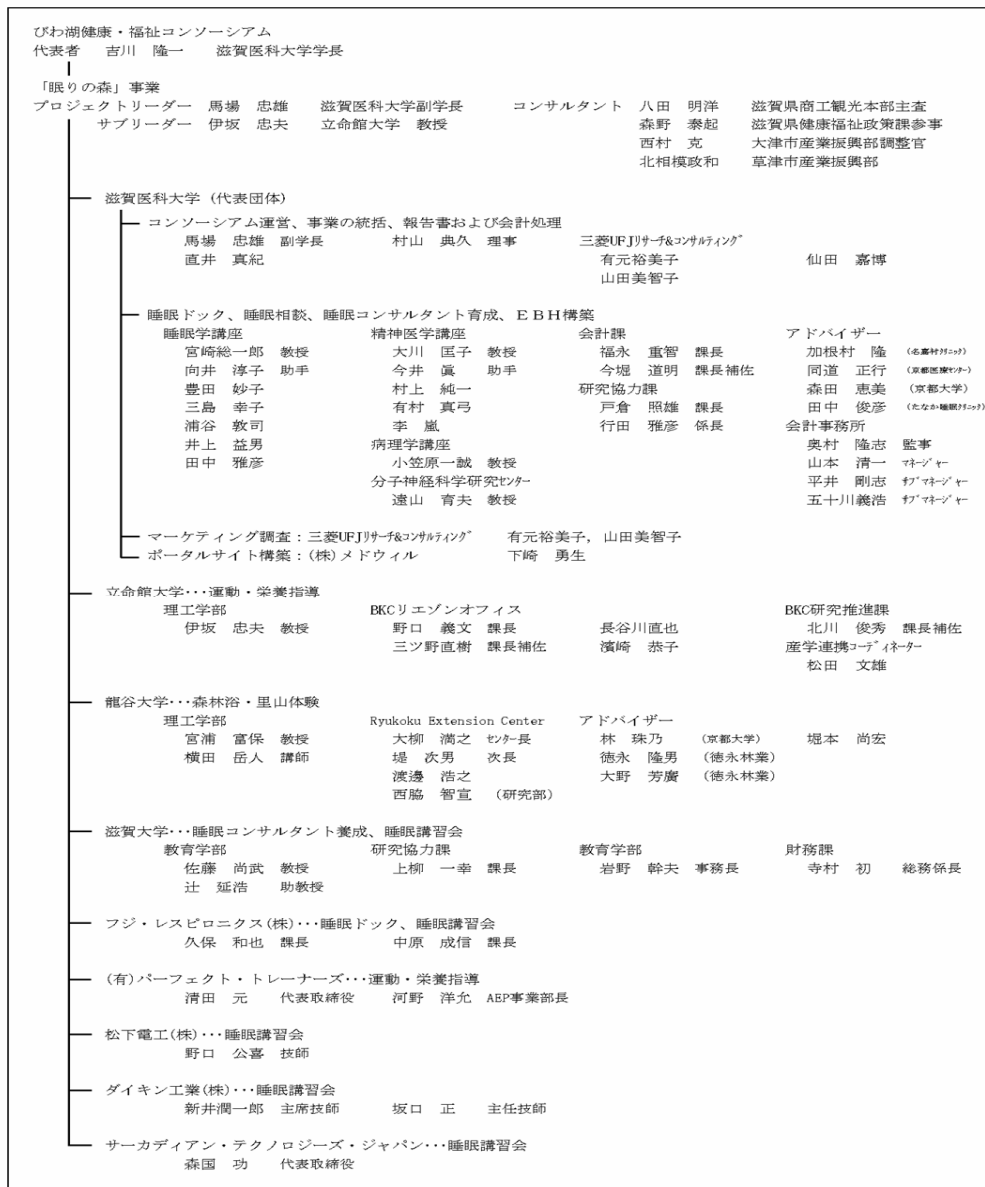 びわ湖健康・福祉コンソーシアム
代表者　吉川　隆一　滋賀医科大学学長
「眠りの森」事業
プロジェクトリーダー　馬場　忠雄　滋賀医科大学副学長　コンサルタント　八田　明洋　滋賀県商工観光本部主査
サブリーダー　伊坂　忠夫　立命館大学　教授　森野　泰起　滋賀県健康福祉政策課参事
西村　克　大津市産業振興部調整官
北相模政和　草津市産業振興部
滋賀医科大学（代表団体）
コンソーシアム運営、事業の統括、報告書および会計処理
馬場　忠雄　副学長　村山　典久　理事　三菱UFJリサーチ&コンサルティング
直井　真紀　有元裕美子　仙田　嘉博
山田美智子
睡眠ドック、睡眠相談、睡眠コンサルタント育成、ＥＢＨ構築
睡眠学講座　精神医学講座　会計課　アドバイザー
宮崎総一郎　教授　大川　匡子　教授　福永　重智　課長　加根村　隆　（名嘉村クリニック）
向井　淳子　助手　今井　眞　助手　今堀　道明　課長補佐　同道　正行　（京都医療センター）
豊田　妙子　村上　純一　研究協力課　森田　恵美　（京都大学）
三島　幸子　有村　真弓　戸倉　照雄　課長　田中　俊彦　（たなか睡眠クリニック）
浦谷　敦司　李　嵐　行田　雅彦　係長　会計事務所
井上　益男　病理学講座　奥村　隆志　監事
田中　雅彦　小笠原一誠　教授　山本　清一　マネージャー
分子神経科学研究センター　平井　剛志　サブマネージャー
遠山　育夫　教授　五十川義浩　サブマネージャー
マーケティング調査：三菱UFJリサーチ&コンサルティング　有元裕美子，山田美智子
ポータルサイト構築：（株）メドウィル　下崎　勇生
立命館大学・・・運動・栄養指導
理工学部　BKCリエゾンオフィス　BKC研究推進課
伊坂　忠夫　教授　野口　義文　課長　長谷川直也　北川　俊秀　課長補佐
三ツ野直樹　課長補佐　濱崎　恭子　産学連携コーディネーター
松田　文雄
龍谷大学・・・森林浴・里山体験
理工学部　Ryukoku Extension Center　アドバイザー
宮浦　富保　教授　大柳　満之　センター長　林　珠乃　（京都大学）　堀本　尚宏
横田　岳人　講師　堤　次男　次長　徳永　隆男　（徳永林業）
渡邊　浩之　大野　芳廣　（徳永林業）
西脇　智宣　（研究部）
滋賀大学・・・睡眠コンサルタント養成、睡眠講習会
教育学部　研究協力課　教育学部　財務課
佐藤　尚武　教授　上柳　一幸　課長　岩野　幹夫　事務長　寺村　初　総務係長
辻　延浩　助教授
フジ・レスピロニクス（株）・・・睡眠ドック、睡眠講習会
久保　和也　課長　中原　成信　課長
（有）パーフェクト・トレーナーズ・・・運動・栄養指導
清田　元　代表取締役　河野　洋允　AEP事業部長
松下電工（株）・・・睡眠講習会
野口　公喜　技師
ダイキン工業（株）・・・睡眠講習会
新井潤一郎　主席技師　坂口　正　主任技師
サーカディアン・テクノロジーズ・ジャパン・・・睡眠講習会
森国　功　代表取締役